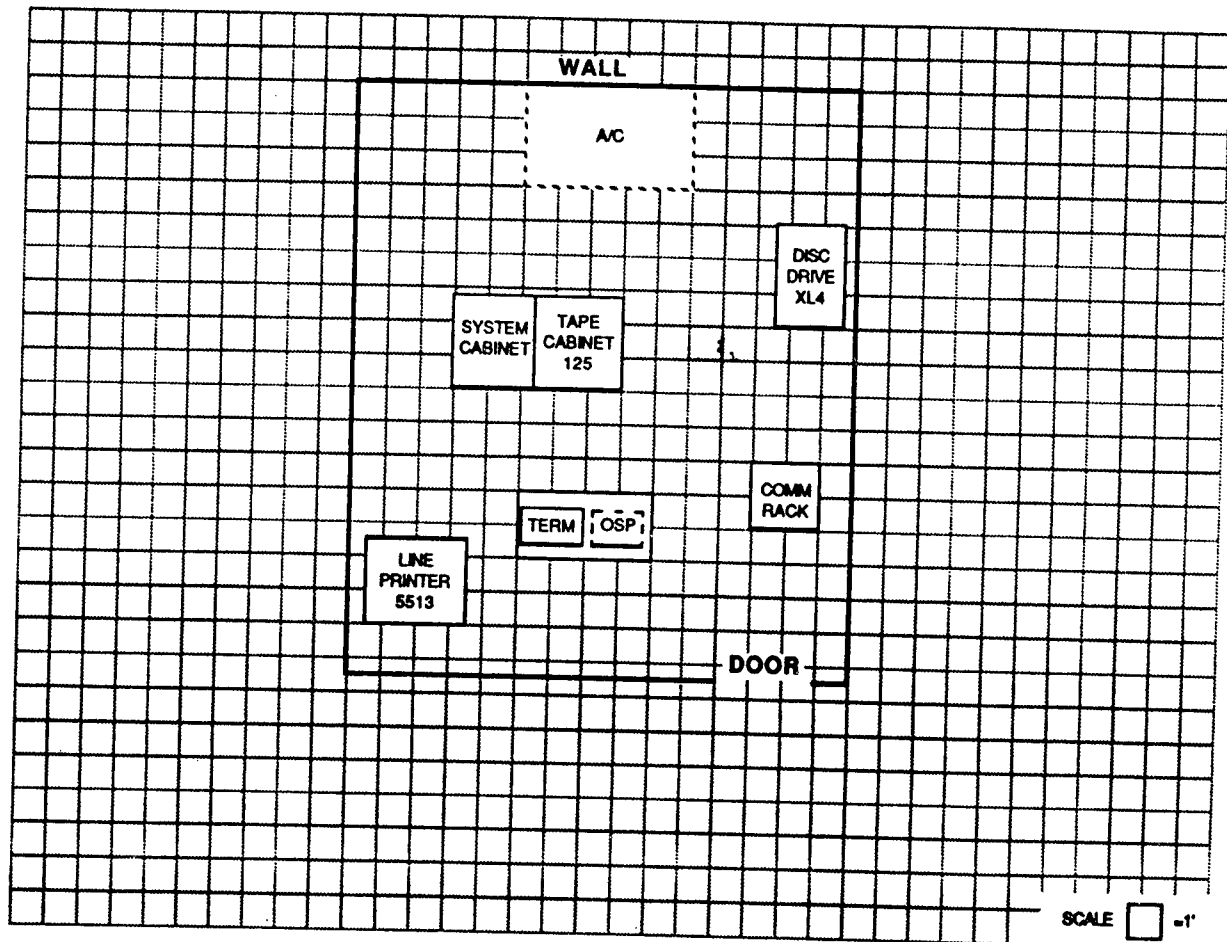 WALL
A/C
DISC
DRIVE
XL4
SYSTEM
CABINET
TAPE
CABINET
125
COMM
RACK
TERM
OSP
LINE
PRINTER
5513
DOOR
SCALE =1'